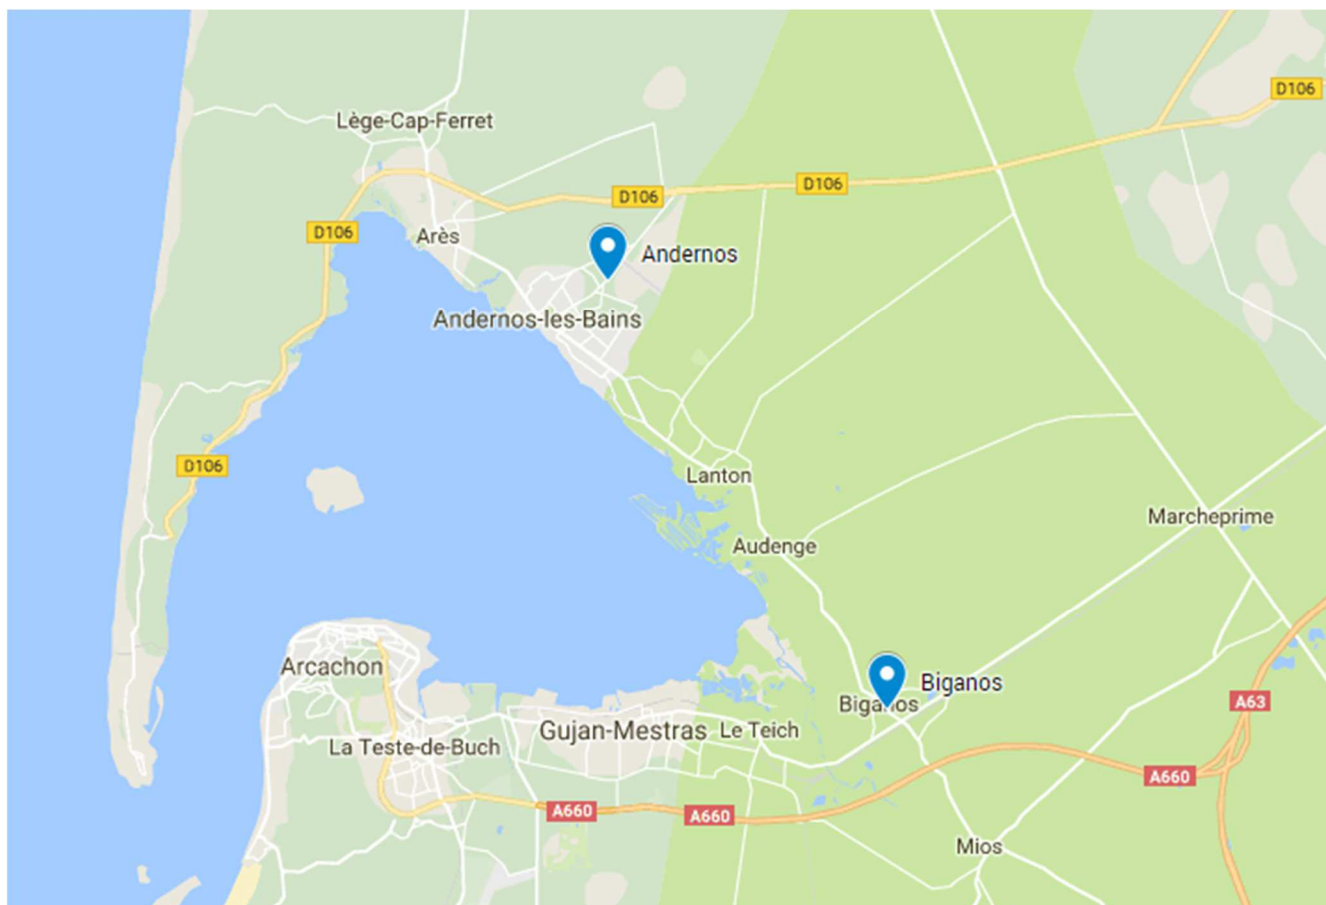 D106
Lège-Cap-Ferret
D106
D106
D106
Arès
Andernos
Andernos-les-Bains
D106
Lanton
Marcheprime
Audenge
Arcachon
Biganos
Biganos
A63
Gujan-Mestras
Le Teich
La Teste-de-Buch
A660
A660
A660
Mios